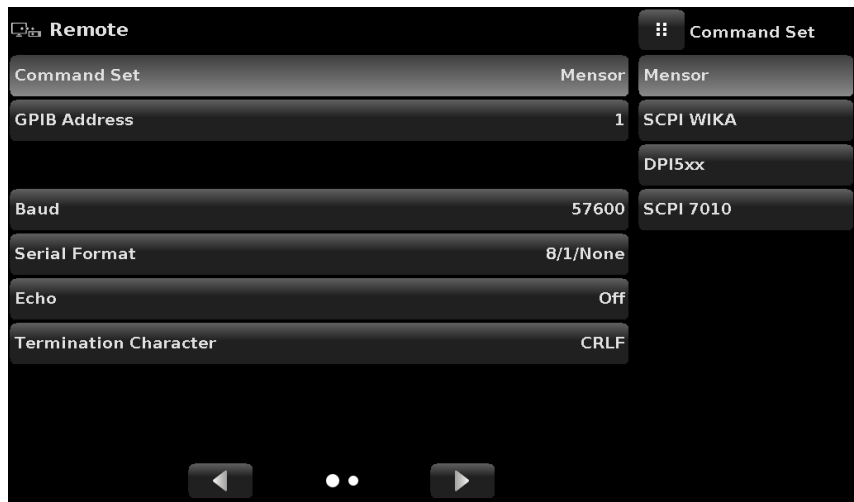 Remote
Command Set Mensor
GPIB Address 1
Baud 57600
Serial Format 8/1/None
Echo Off
Termination Character CRLF
Command Set
Mensor
SCPI WIKA
DPI5xx
SCPI 7010